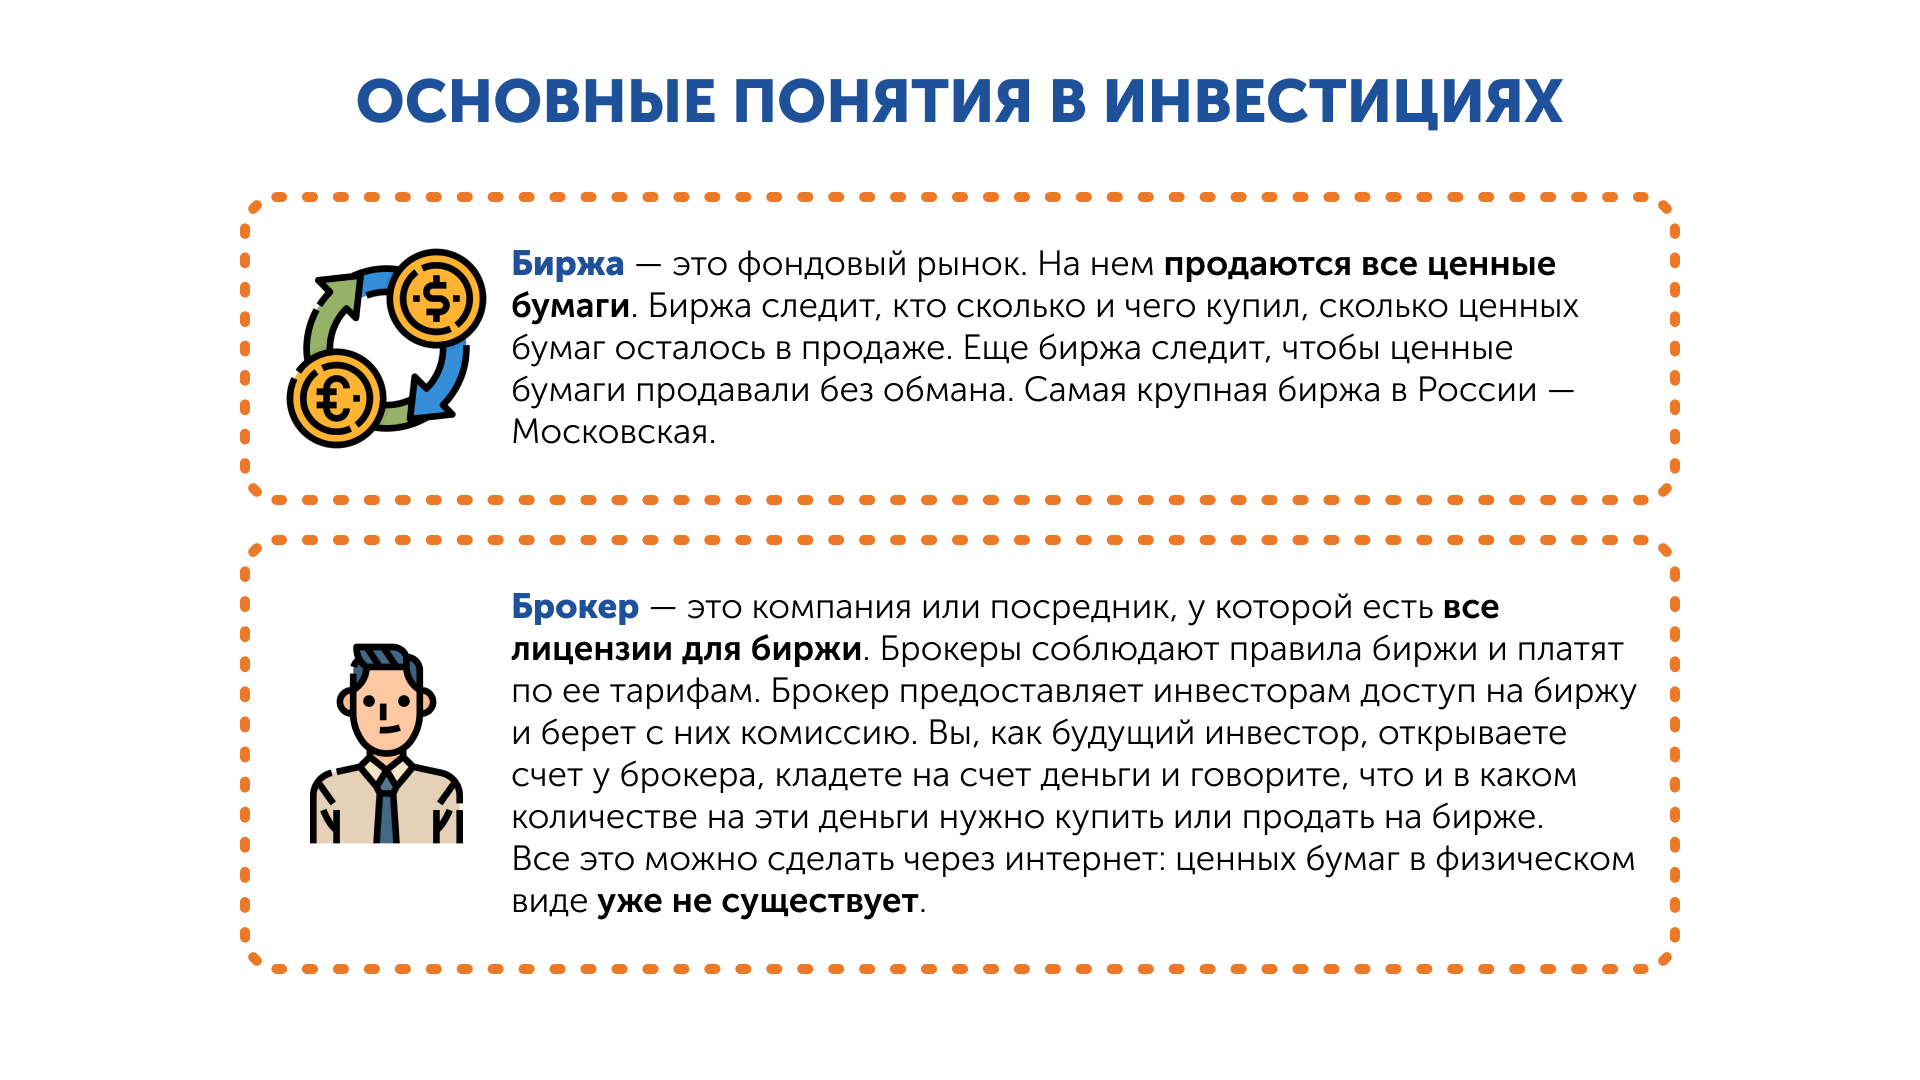 ОСНОВНЫЕ ПОНЯТИЯ В ИНВЕСТИЦИЯХ
Биржа — это фондовый рынок. На нем продаются все ценные
бумаги. Биржа следит, кто сколько и чего купил, сколько ценных
бумаг осталось в продаже. Еще биржа следит, чтобы ценные
бумаги продавали без обмана. Самая крупная биржа в России —
Московская.
Брокер — это компания или посредник, у которой есть все
лицензии для биржи. Брокеры соблюдают правила биржи и платят
по ее тарифам. Брокер предоставляет инвесторам доступ на биржу
и берет с них комиссию. Вы, как будущий инвестор, открываете
счет у брокера, кладете на счет деньги и говорите, что и в каком
количестве на эти деньги нужно купить или продать на бирже.
Все это можно сделать через интернет: ценных бумаг в физическом
виде уже не существует.